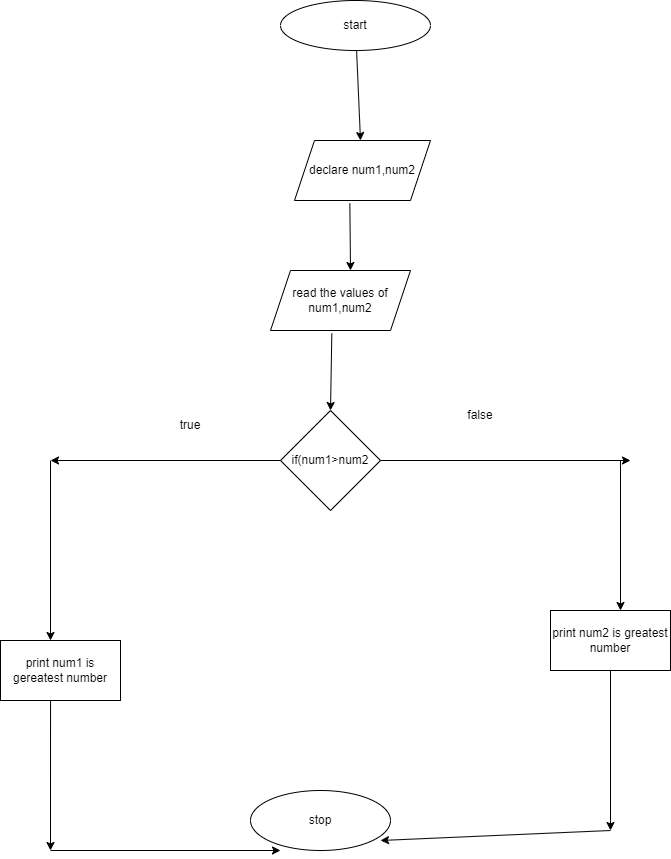 start
declare num1,num2
read the values of
num1,num2
true
false
if(num1>num2
print num2 is greatest
number
print num1 is
gereatest number
stop